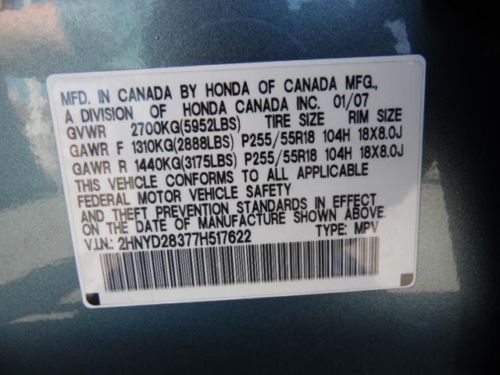 MFD. IN CANADA BY HONDA OF CANADA MFG.,
A DIVISION OF HONDA CANADA INC. 01/07
GVWR 2700KG(5952LBS) TIRE SIZE RIM SIZE
GAWR F 1310KG(2888LBS) P255/55R18 104H 18X8.0J
GAWR R 1440KG(3175LBS) P255/55R18 104H 18X8.0J
THIS VEHICLE CONFORMS TO ALL APPLICABLE
FEDERAL MOTOR VEHICLE SAFETY
AND THEFT PREVENTION STANDARDS IN EFFECT
ON THE DATE OF MANUFACTURE SHOWN ABOVE.
V.I.N.: 2HNYD28377H517622 TYPE: MPV